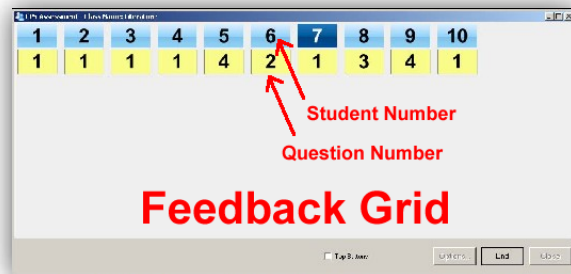 1 2 3 4 5 6 7 8 9 10
1 1 1 1 4 2 1 3 4 1
Student Number
Question Number
Feedback Grid
End